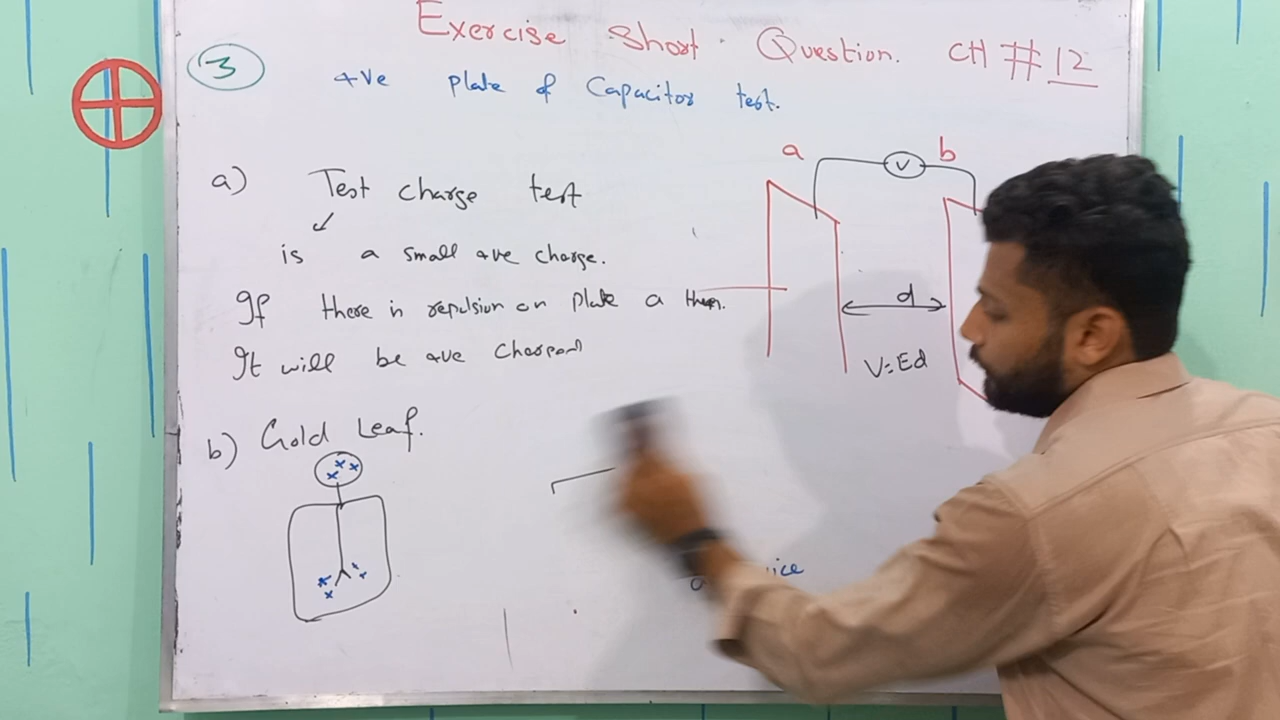 Exercise Short Question. CH # 12
3
+ve plate of Capacitor test.
a) Test charge test
is a small +ve charge.
If there is repulsion on plate a then.
It will be +ve
b) Gold Leaf.
a V b
d
V=Ed